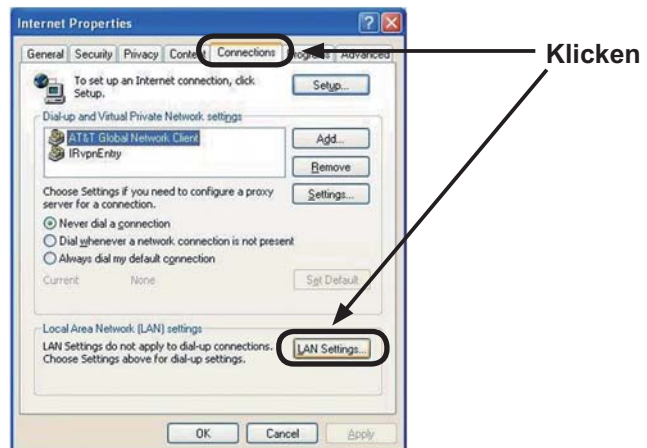 Internet Properties
General Security Privacy Content Connections Programs Advanced
Klicken
To set up an Internet connection, click
Setup.
Setup...
Dial-up and Virtual Private Network settings
AT&T Global Network Client
IRvpnEntry
Add...
Remove
Choose Settings if you need to configure a proxy
server for a connection.
Settings...
Never dial a connection
Dial whenever a network connection is not present
Always dial my default connection
Current None
Set Default
Local Area Network (LAN) settings
LAN Settings do not apply to dial-up connections.
Choose Settings above for dial-up settings.
LAN Settings...
OK Cancel Apply